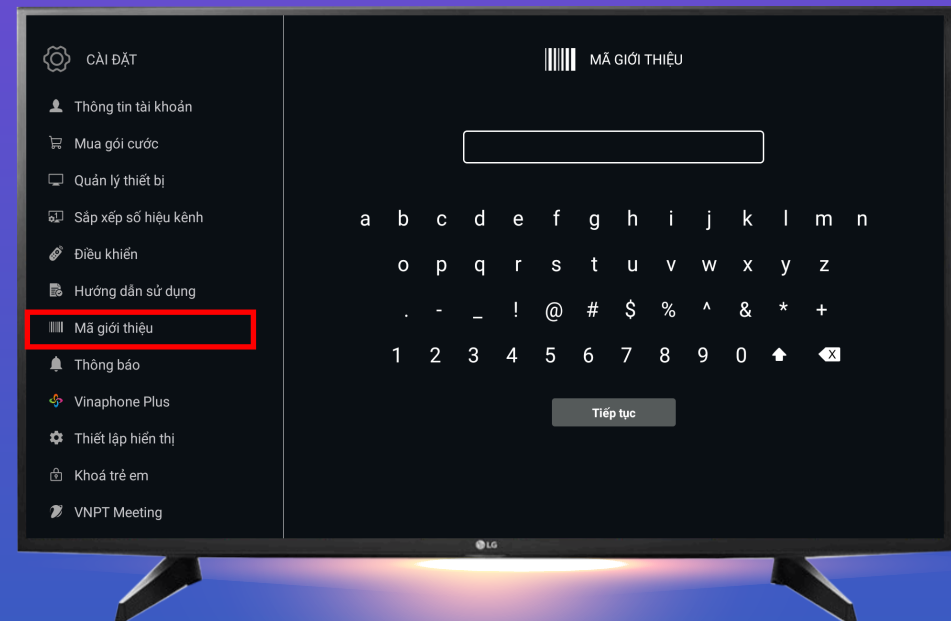 CÀI ĐẶT
Thông tin tài khoản
Mua gói cước
Quản lý thiết bị
Sắp xếp số hiệu kênh
Điều khiển
Hướng dẫn sử dụng
Mã giới thiệu
Thông báo
Vinaphone Plus
Thiết lập hiển thị
Khoá trẻ em
VNPT Meeting
MÃ GIỚI THIỆU
a b c d e f g h i j k l m n
o p q r s t u v w x y z
. - _ ! @ # $ % ^ & * +
1 2 3 4 5 6 7 8 9 0
Tiếp tục
LG